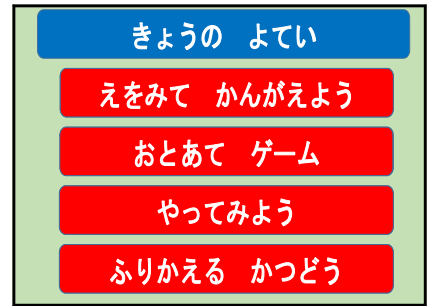 きょうの　よてい
えをみて　かんがえよう
おとあて　ゲーム
やってみよう
ふりかえる　かつどう